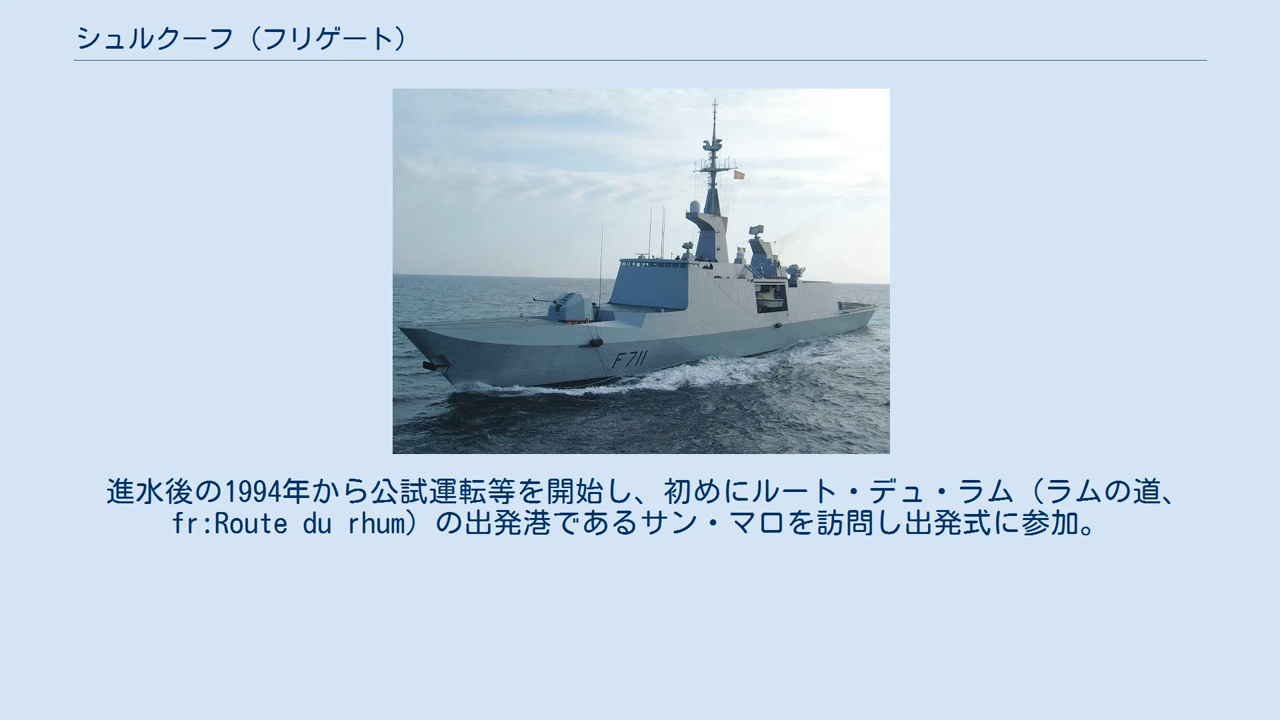 シュルクーフ（フリゲート）
F711
進水後の1994年から公試運転等を開始し、初めにルート・デュ・ラム（ラムの道、
fr:Route du rhum）の出発港であるサン・マロを訪問し出発式に参加。